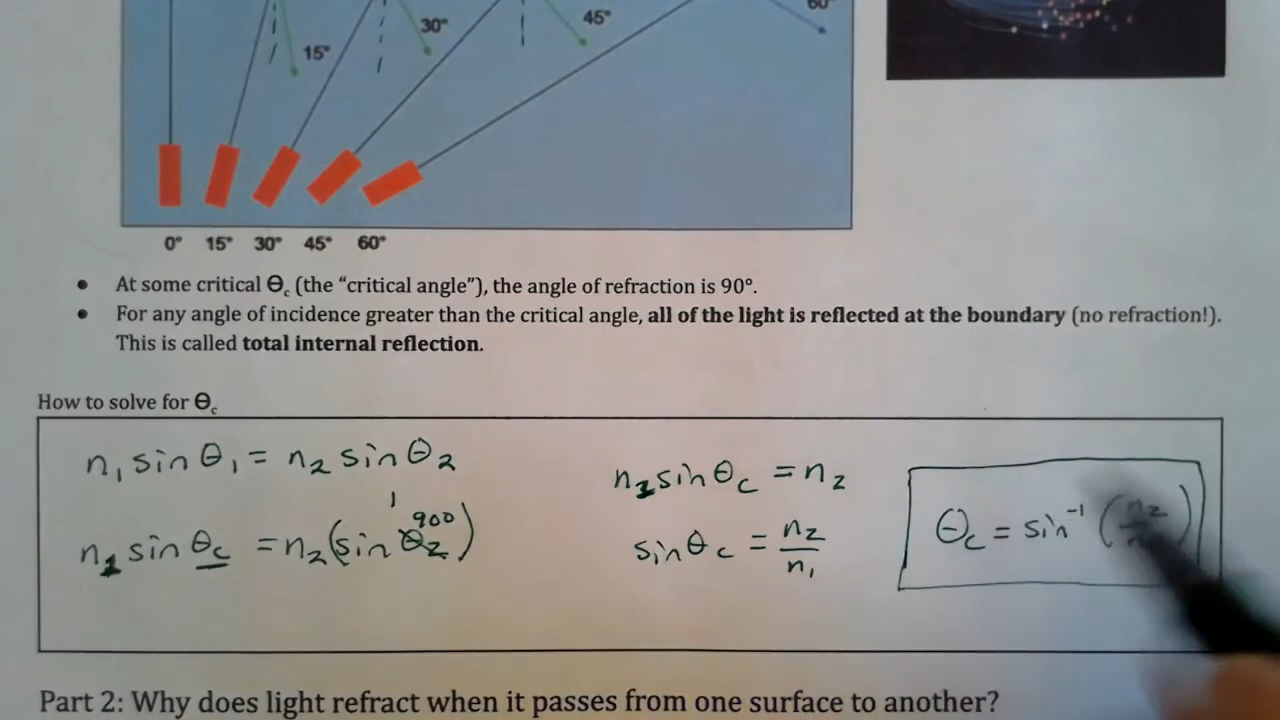 15° 30° 45° 60°
0° 15° 30° 45° 60°
• At some critical ϴc (the “critical angle”), the angle of refraction is 90°.
• For any angle of incidence greater than the critical angle, all of the light is reflected at the boundary (no refraction!).
This is called total internal reflection.
How to solve for ϴc
n₁ sin θ₁ = n₂ sin θ₂
n₁ sin θc = n₂ (sin θ₂) 90° 1
n₁ sin θc = n₂
sin θc = n₂/n₁
θc = sin⁻¹ (n₂/
Part 2: Why does light refract when it passes from one surface to another?